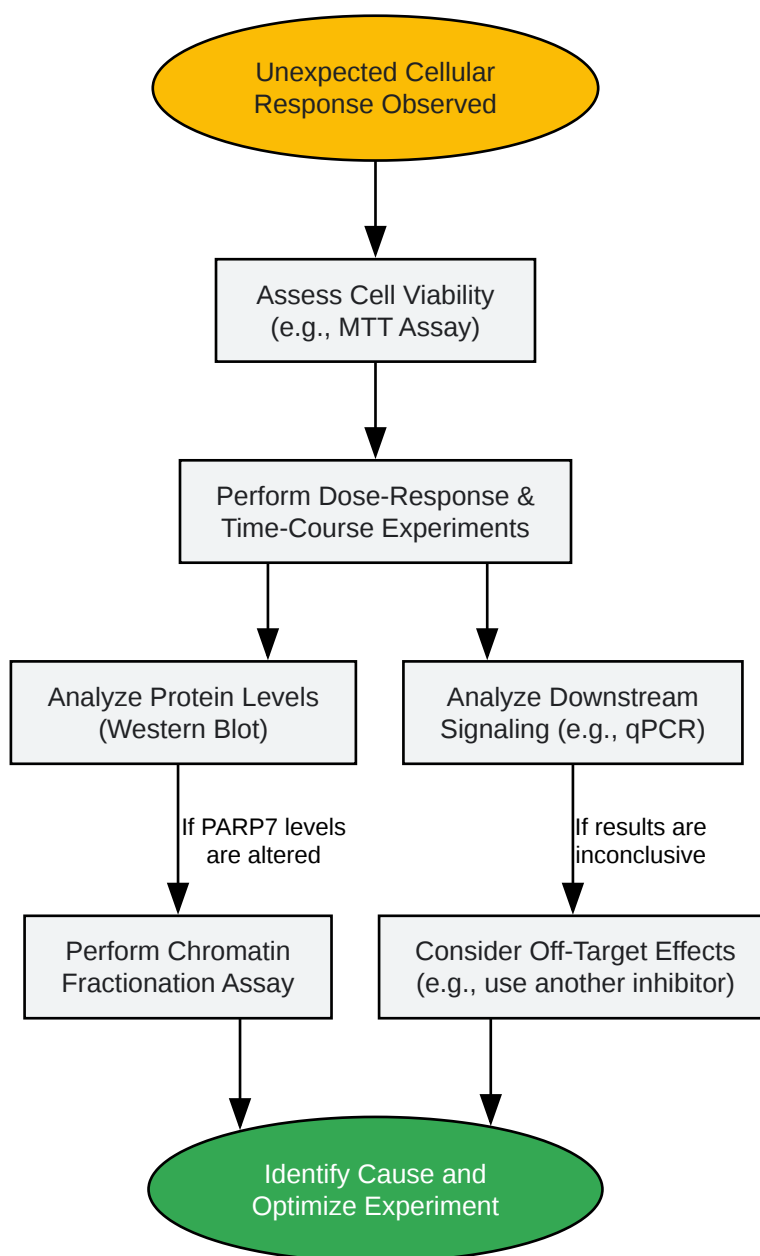 Unexpected Cellular
Response Observed
Assess Cell Viability
(e.g., MTT Assay)
Perform Dose-Response &
Time-Course Experiments
Analyze Protein Levels
(Western Blot)
Analyze Downstream
Signaling (e.g., qPCR)
If PARP7 levels
are altered
If results are
inconclusive
Perform Chromatin
Fractionation Assay
Consider Off-Target Effects
(e.g., use another inhibitor)
Identify Cause and
Optimize Experiment